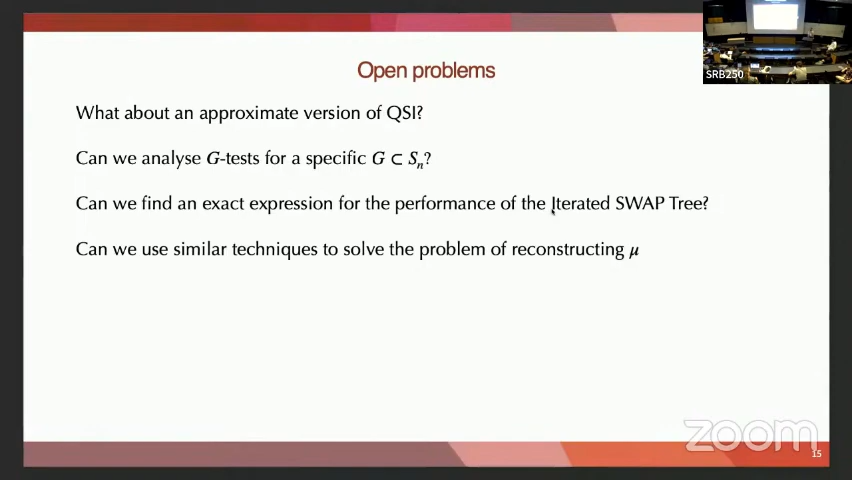 SRB250
Open problems
What about an approximate version of QSI?
Can we analyse G-tests for a specific G ⊂ Sₙ?
Can we find an exact expression for the performance of the Iterated SWAP Tree?
Can we use similar techniques to solve the problem of reconstructing μ
zoom
15